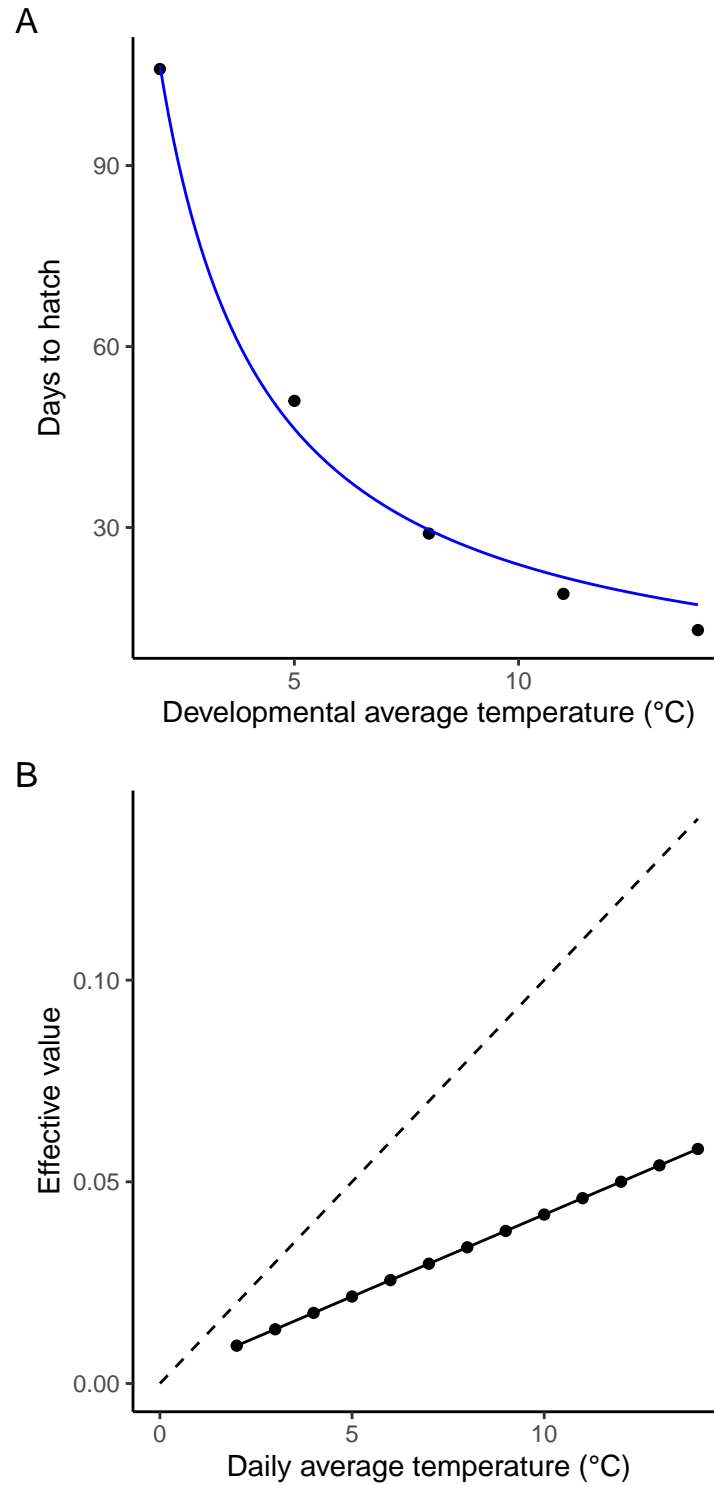 A
90
60
30
Days to hatch
5 10
Developmental average temperature (°C)
B
0.10
0.05
0.00
Effective value
0 5 10
Daily average temperature (°C)